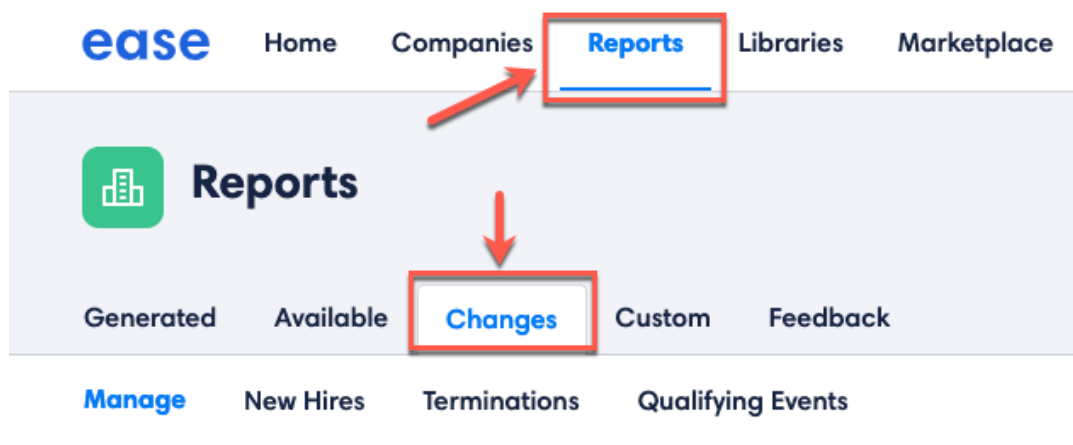 ease Home Companies Reports Libraries Marketplace
Reports
Generated Available Changes Custom Feedback
Manage New Hires Terminations Qualifying Events